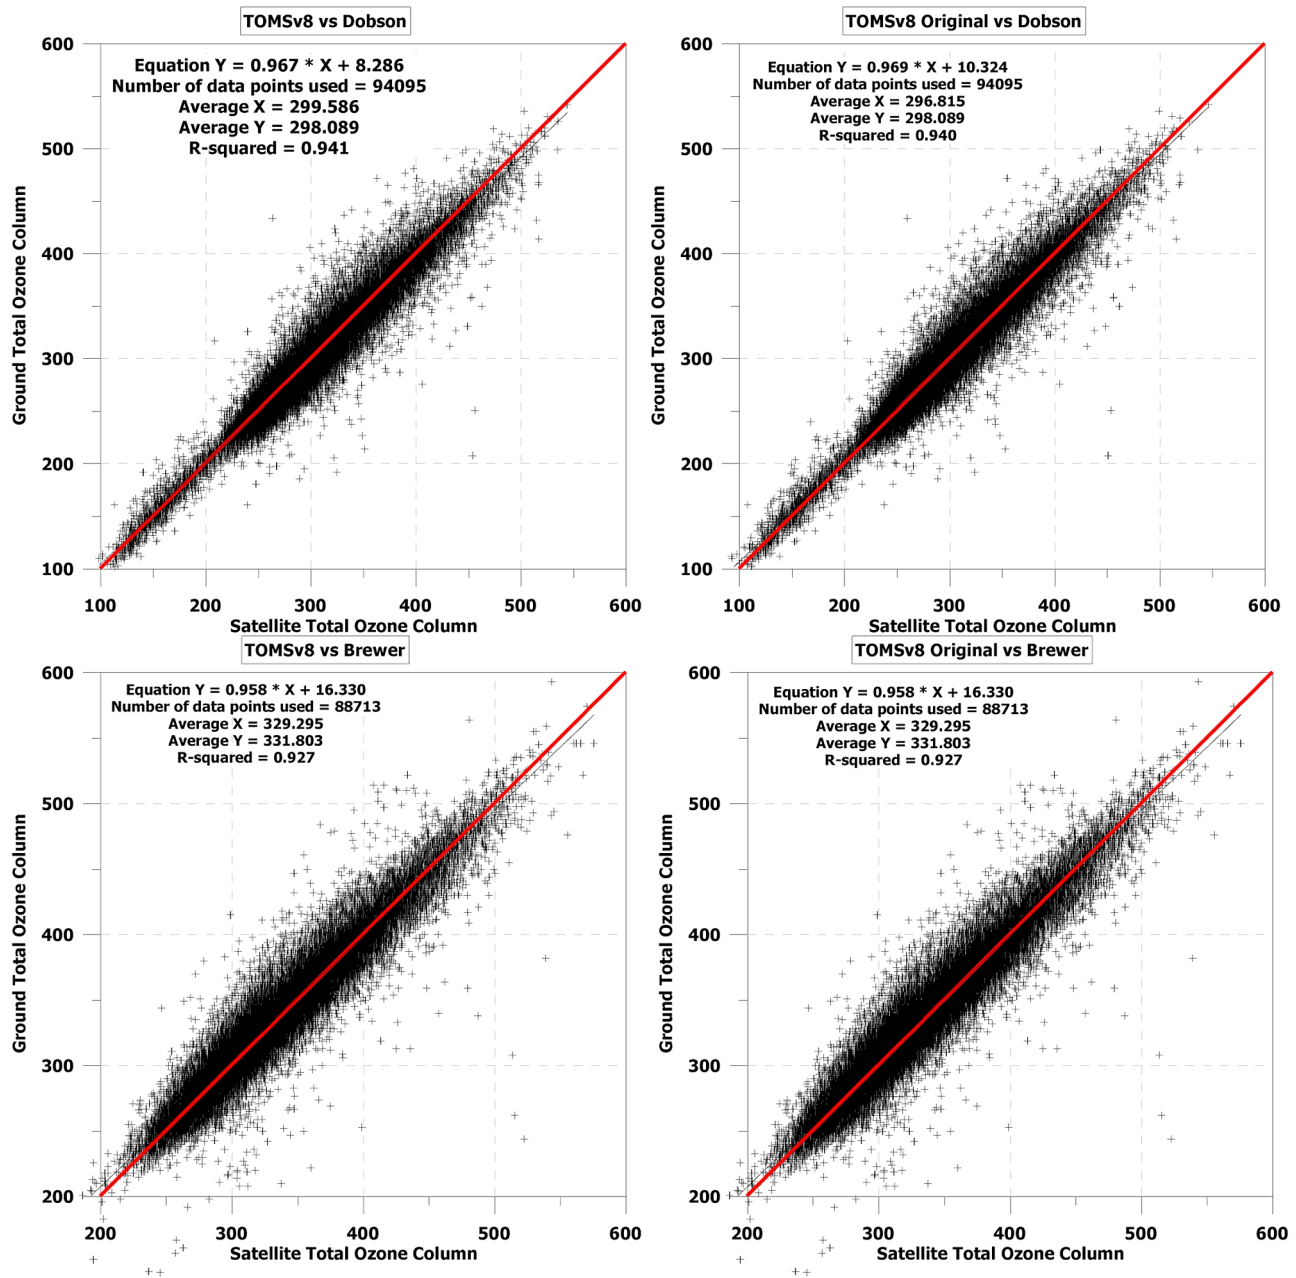 TOMSv8 vs Dobson
Equation Y = 0.967 * X + 8.286
Number of data points used = 94095
Average X = 299.586
Average Y = 298.089
R-squared = 0.941
600
500
400
300
200
100
Ground Total Ozone Column
100 200 300 400 500 600
Satellite Total Ozone Column
TOMSv8 Original vs Dobson
Equation Y = 0.969 * X + 10.324
Number of data points used = 94095
Average X = 296.815
Average Y = 298.089
R-squared = 0.940
600
500
400
300
200
100
Ground Total Ozone Column
100 200 300 400 500 600
Satellite Total Ozone Column
TOMSv8 vs Brewer
Equation Y = 0.958 * X + 16.330
Number of data points used = 88713
Average X = 329.295
Average Y = 331.803
R-squared = 0.927
600
500
400
300
200
Ground Total Ozone Column
200 300 400 500 600
Satellite Total Ozone Column
TOMSv8 Original vs Brewer
Equation Y = 0.958 * X + 16.330
Number of data points used = 88713
Average X = 329.295
Average Y = 331.803
R-squared = 0.927
600
500
400
300
200
Ground Total Ozone Column
200 300 400 500 600
Satellite Total Ozone Column